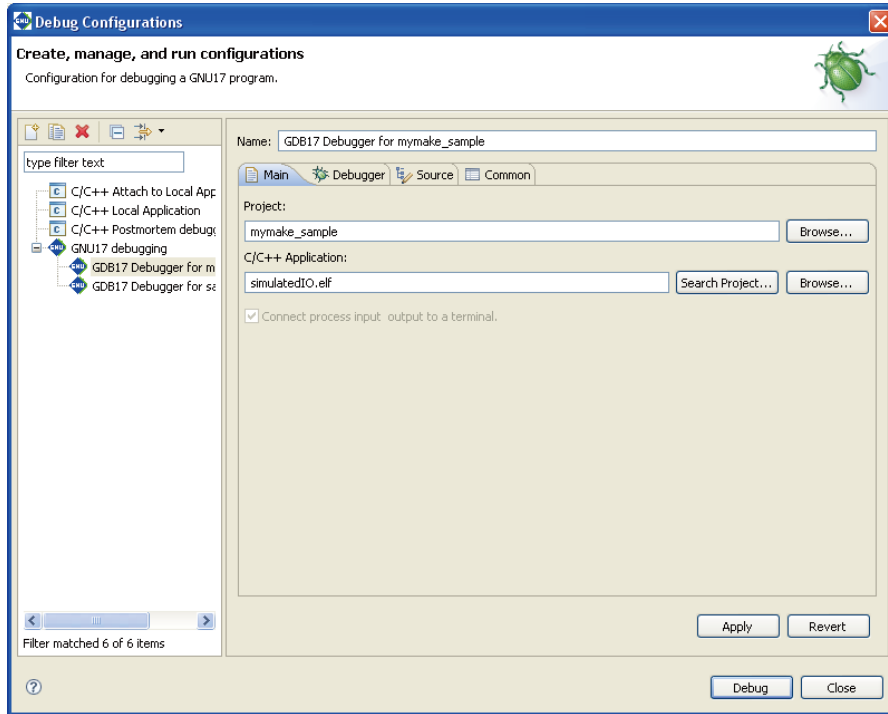 Debug Configurations
Create, manage, and run configurations
Configuration for debugging a GNU17 program.
type filter text
C/C++ Attach to Local App
C/C++ Local Application
C/C++ Postmortem debugg
GNU17 debugging
GDB17 Debugger for m
GDB17 Debugger for sa
Filter matched 6 of 6 items
Name: GDB17 Debugger for mymake_sample
Main Debugger Source Common
Project:
mymake_sample Browse...
C/C++ Application:
simulatedIO.elf Search Project... Browse...
Connect process input output to a terminal.
Apply Revert
Debug Close